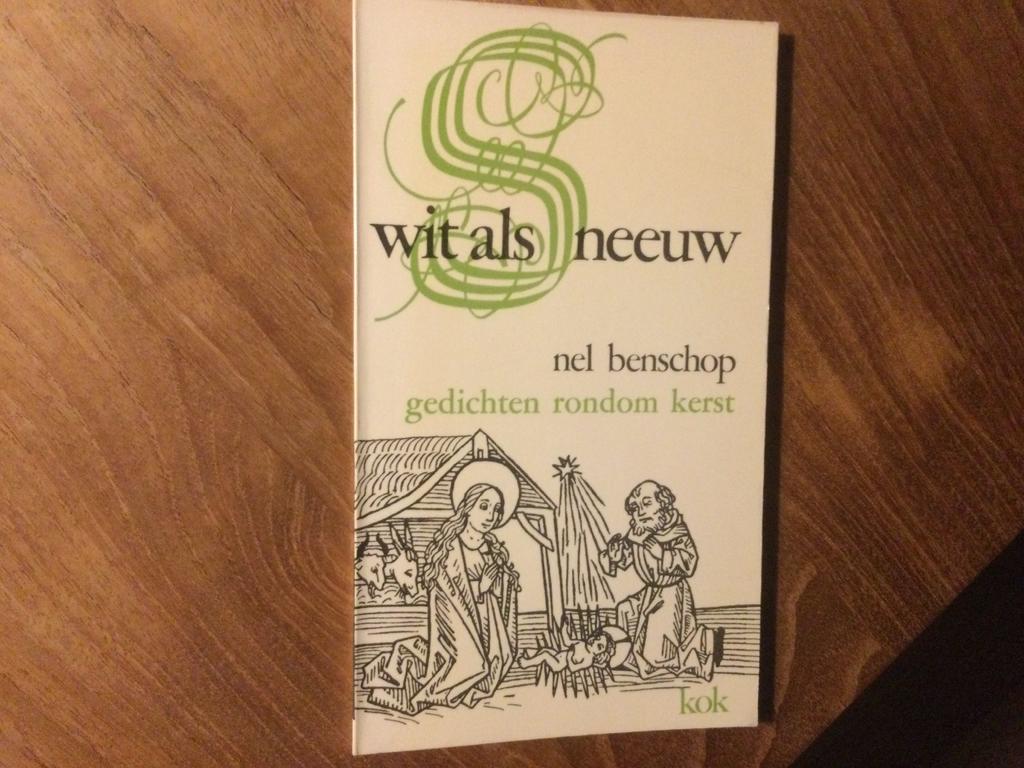 wit als Sneeuw
nel benschop
gedichten rondom kerst
kok